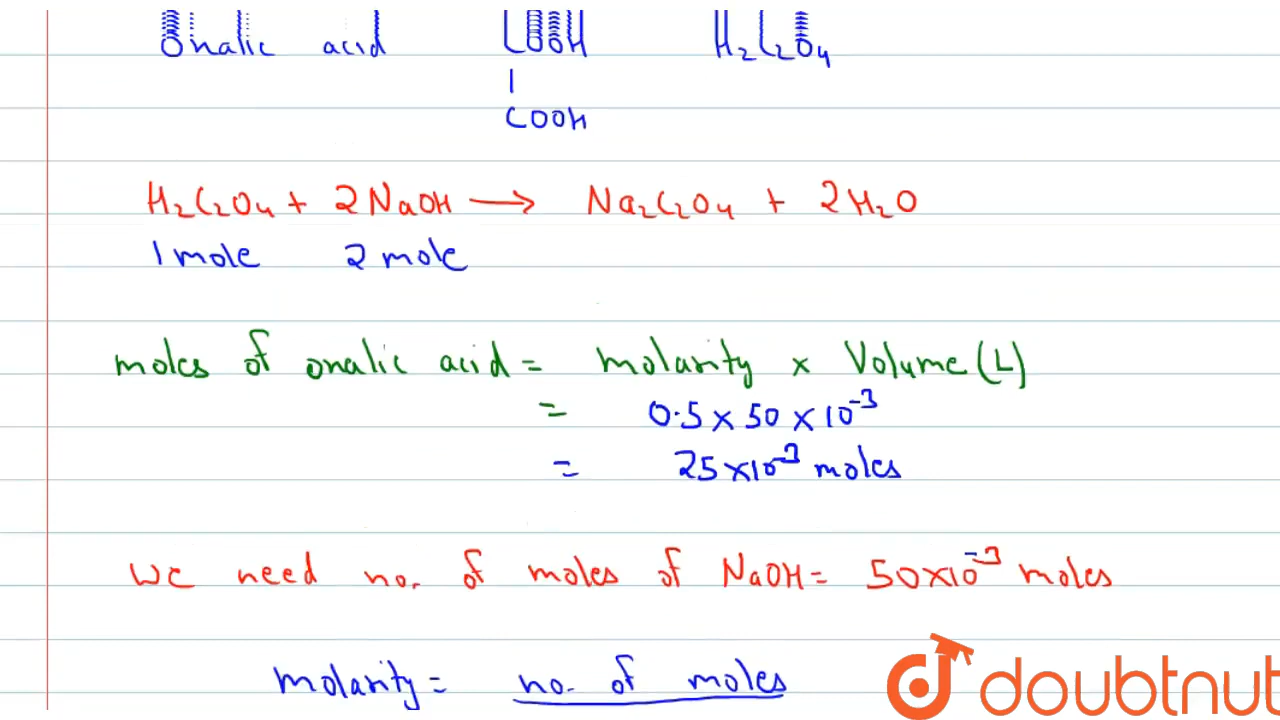 Onalic acid COOH H₂C₂O₄
|
COOH
H₂C₂O₄ + 2NaOH → Na₂C₂O₄ + 2H₂O
1 mole 2 mole
moles of onalic acid = molarity × Volume (L)
= 0.5 × 50 × 10⁻³
= 25 × 10⁻³ moles
we need no. of moles of NaOH = 50 × 10⁻³ moles
molarity = no. of moles
doubtnut